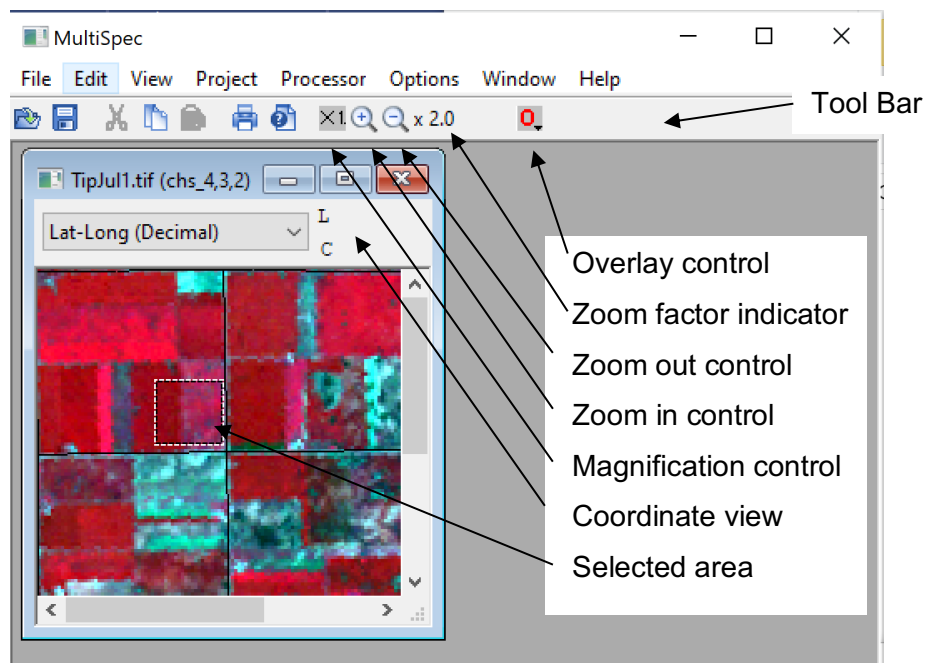 MultiSpec
File Edit View Project Processor Options Window Help
×1. x 2.0 O
Tool Bar
TipJul1.tif (chs_4,3,2)
Lat-Long (Decimal)
L
C
Overlay control
Zoom factor indicator
Zoom out control
Zoom in control
Magnification control
Coordinate view
Selected area